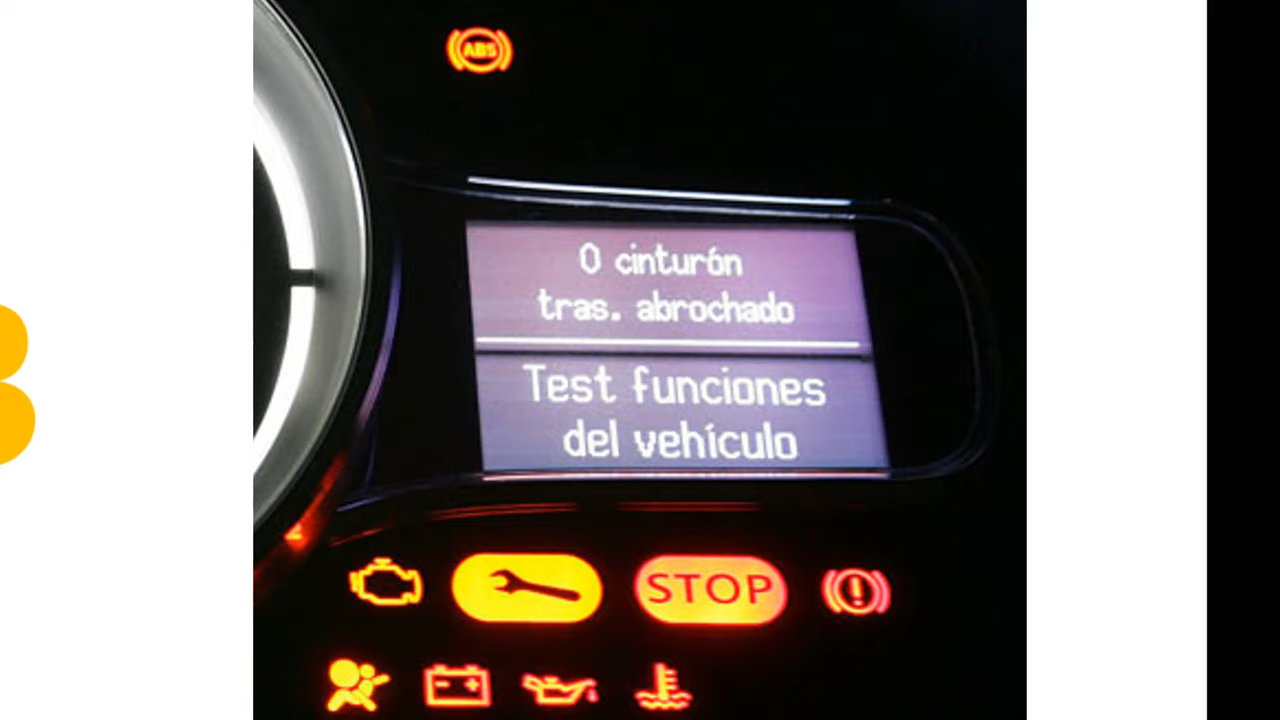 ABS
0 cinturón
tras. abrochado
Test funciones
del vehículo
STOP